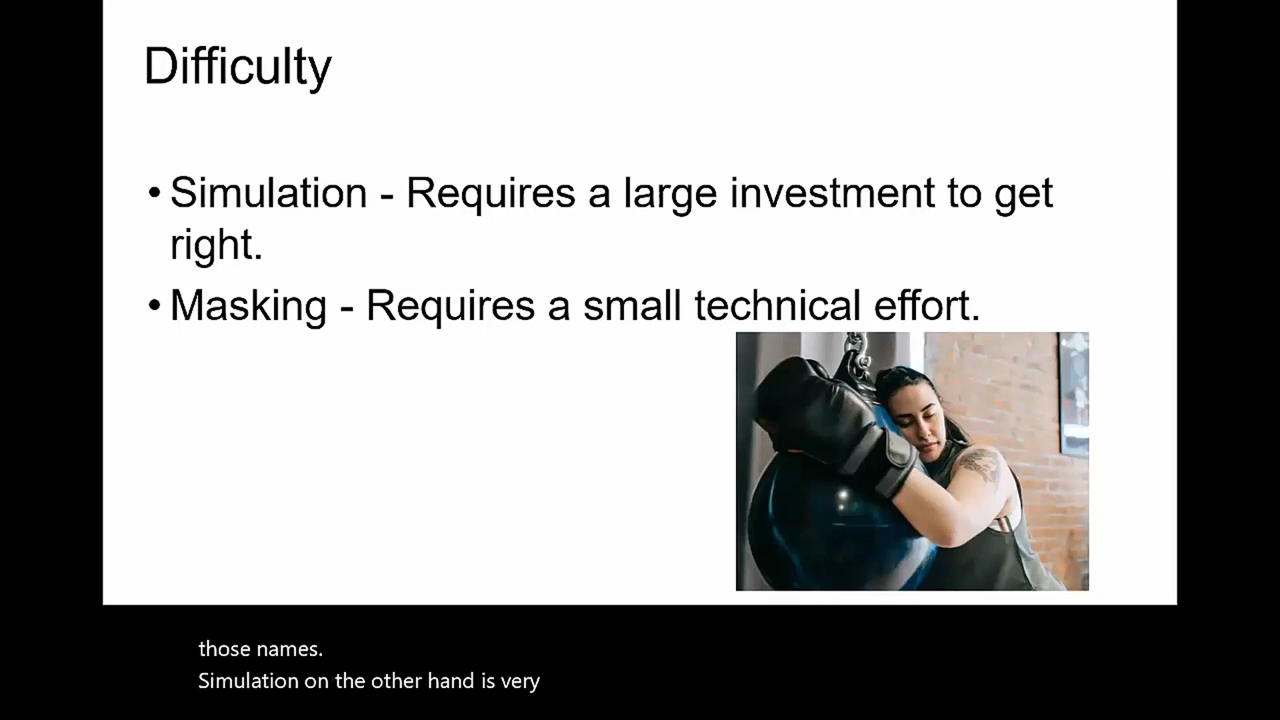 Difficulty
• Simulation - Requires a large investment to get
right.
• Masking - Requires a small technical effort.
those names.
Simulation on the other hand is very